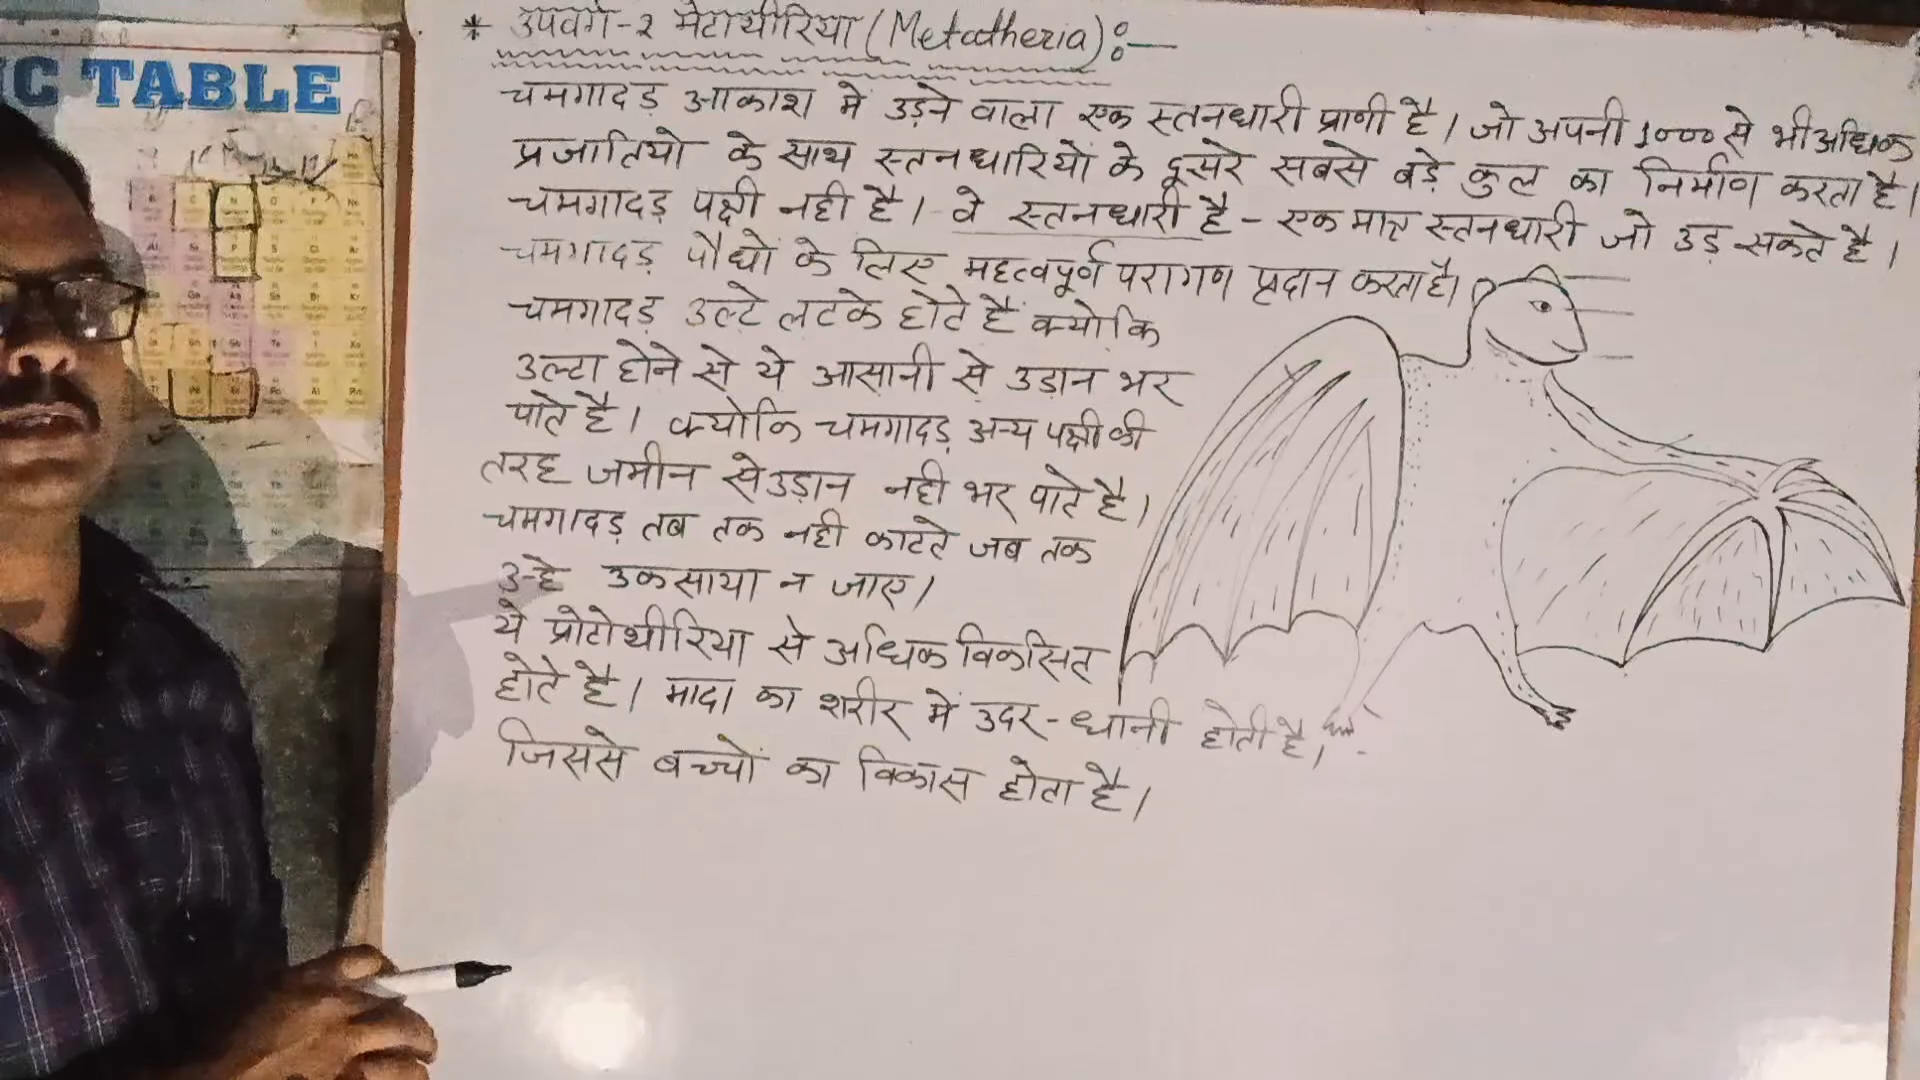 IC TABLE
* उपवर्ग-२ मेटाथीरिया (Metatheria):—
चमगादड़ आकाश में उड़ने वाला एक स्तनधारी प्राणी है। जो अपनी 1000 से भी अधिक
प्रजातियो के साथ स्तनधारियों के दूसरे सबसे बड़े कुल का निर्माण करता है।
चमगादड़ पक्षी नही है। वे स्तनधारी है - एक मात्र स्तनधारी जो उड़ सकते है।
चमगादड़ पौधों के लिए महत्वपूर्ण परागण प्रदान करता है।
चमगादड़ उल्टे लटके होते हैं क्योकि
उल्टा होने से ये आसानी से उडान भर
पाते है। क्योकि चमगादड़ अन्य पक्षी की
तरह जमीन से उड़ान नही भर पाते है।
चमगादड़ तब तक नही काटते जब तक
उन्हे उकसाया न जाए।
ये प्रोटोथीरिया से अधिक विकसित
होते है। मादा का शरीर में उदर-धानी होती है।
जिससे बच्चों का विकास होता है।